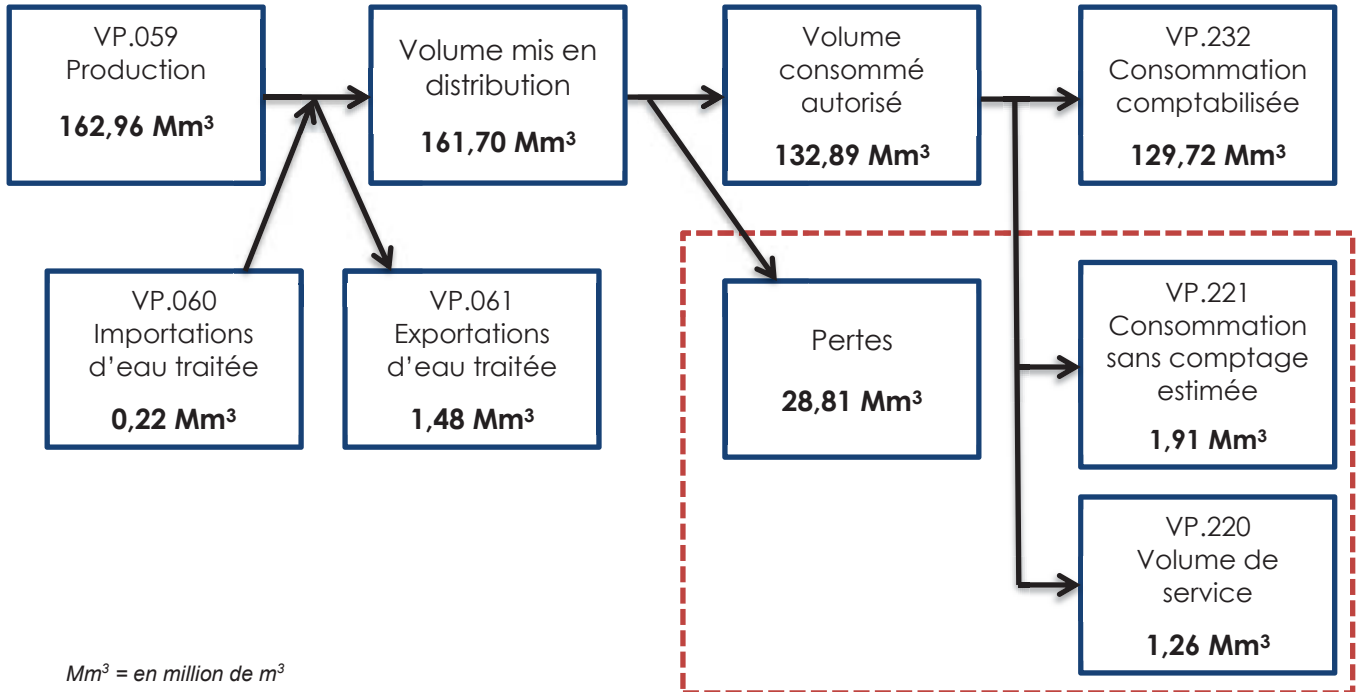 VP.059
Production
162,96 Mm³
Volume mis en
distribution
161,70 Mm³
Volume
consommé
autorisé
132,89 Mm³
VP.232
Consommation
comptabilisée
129,72 Mm³
VP.060
Importations
d’eau traitée
0,22 Mm³
VP.061
Exportations
d’eau traitée
1,48 Mm³
Pertes
28,81 Mm³
VP.221
Consommation
sans comptage
estimée
1,91 Mm³
VP.220
Volume de
service
1,26 Mm³
Mm³ = en million de m³